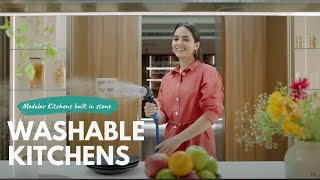 Modular Kitchens built in stone
WASHABLE
KITCHENS